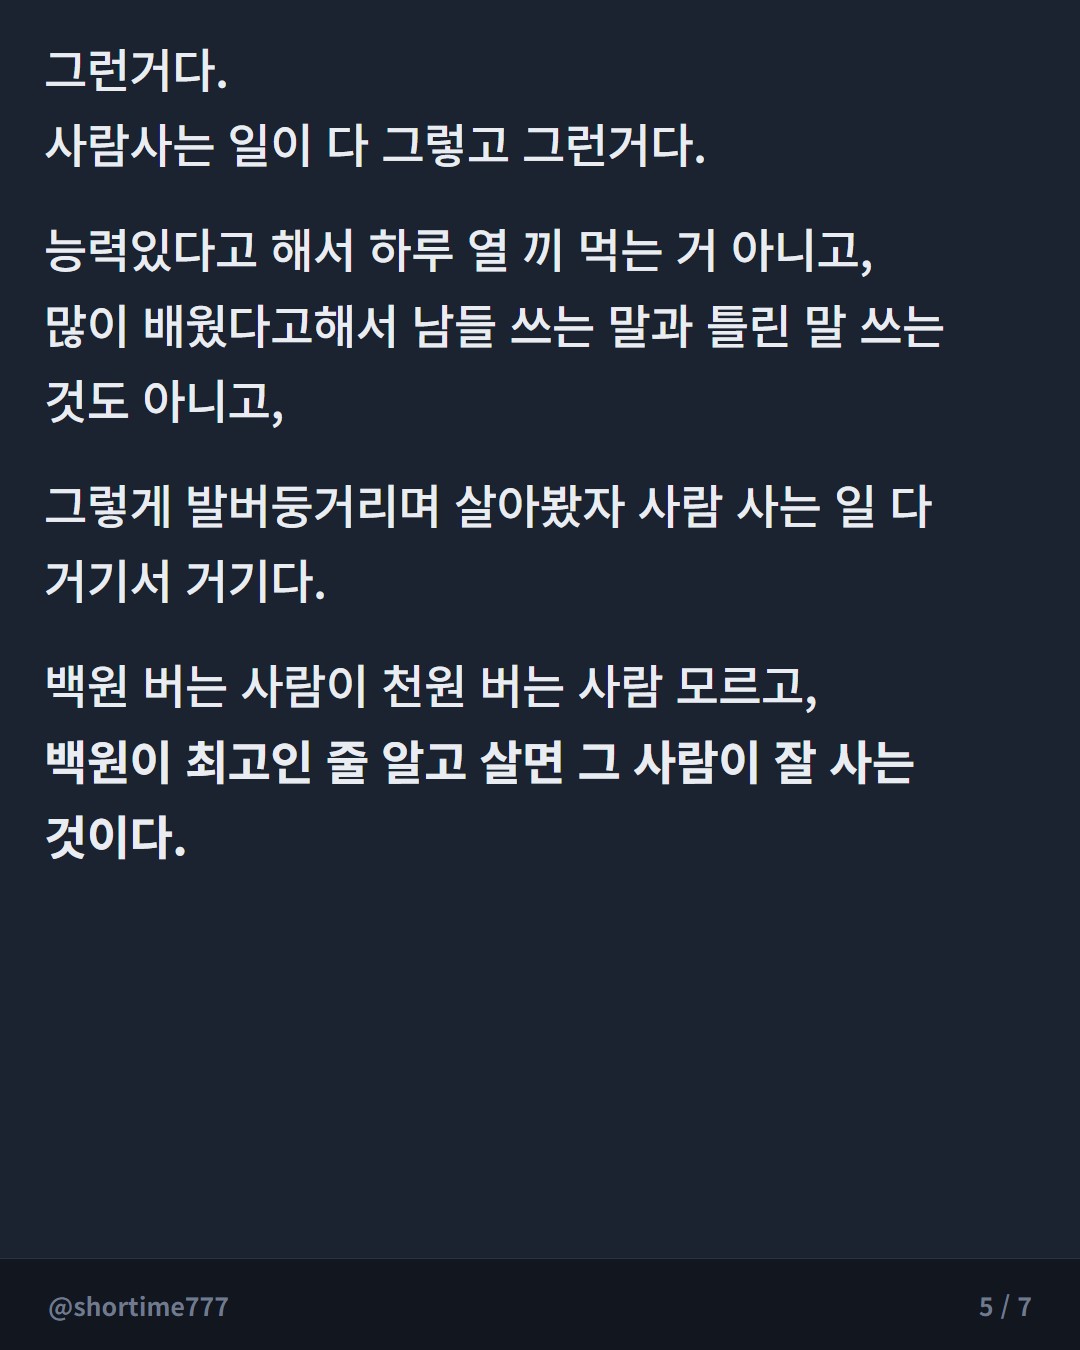 그런거다.
사람사는 일이 다 그렇고 그런거다.
능력있다고 해서 하루 열 끼 먹는 거 아니고,
많이 배웠다고해서 남들 쓰는 말과 틀린 말 쓰는
것도 아니고,
그렇게 발버둥거리며 살아봤자 사람 사는 일 다
거기서 거기다.
백원 버는 사람이 천원 버는 사람 모르고,
백원이 최고인 줄 알고 살면 그 사람이 잘 사는
것이다.
@shortime777
5 / 7